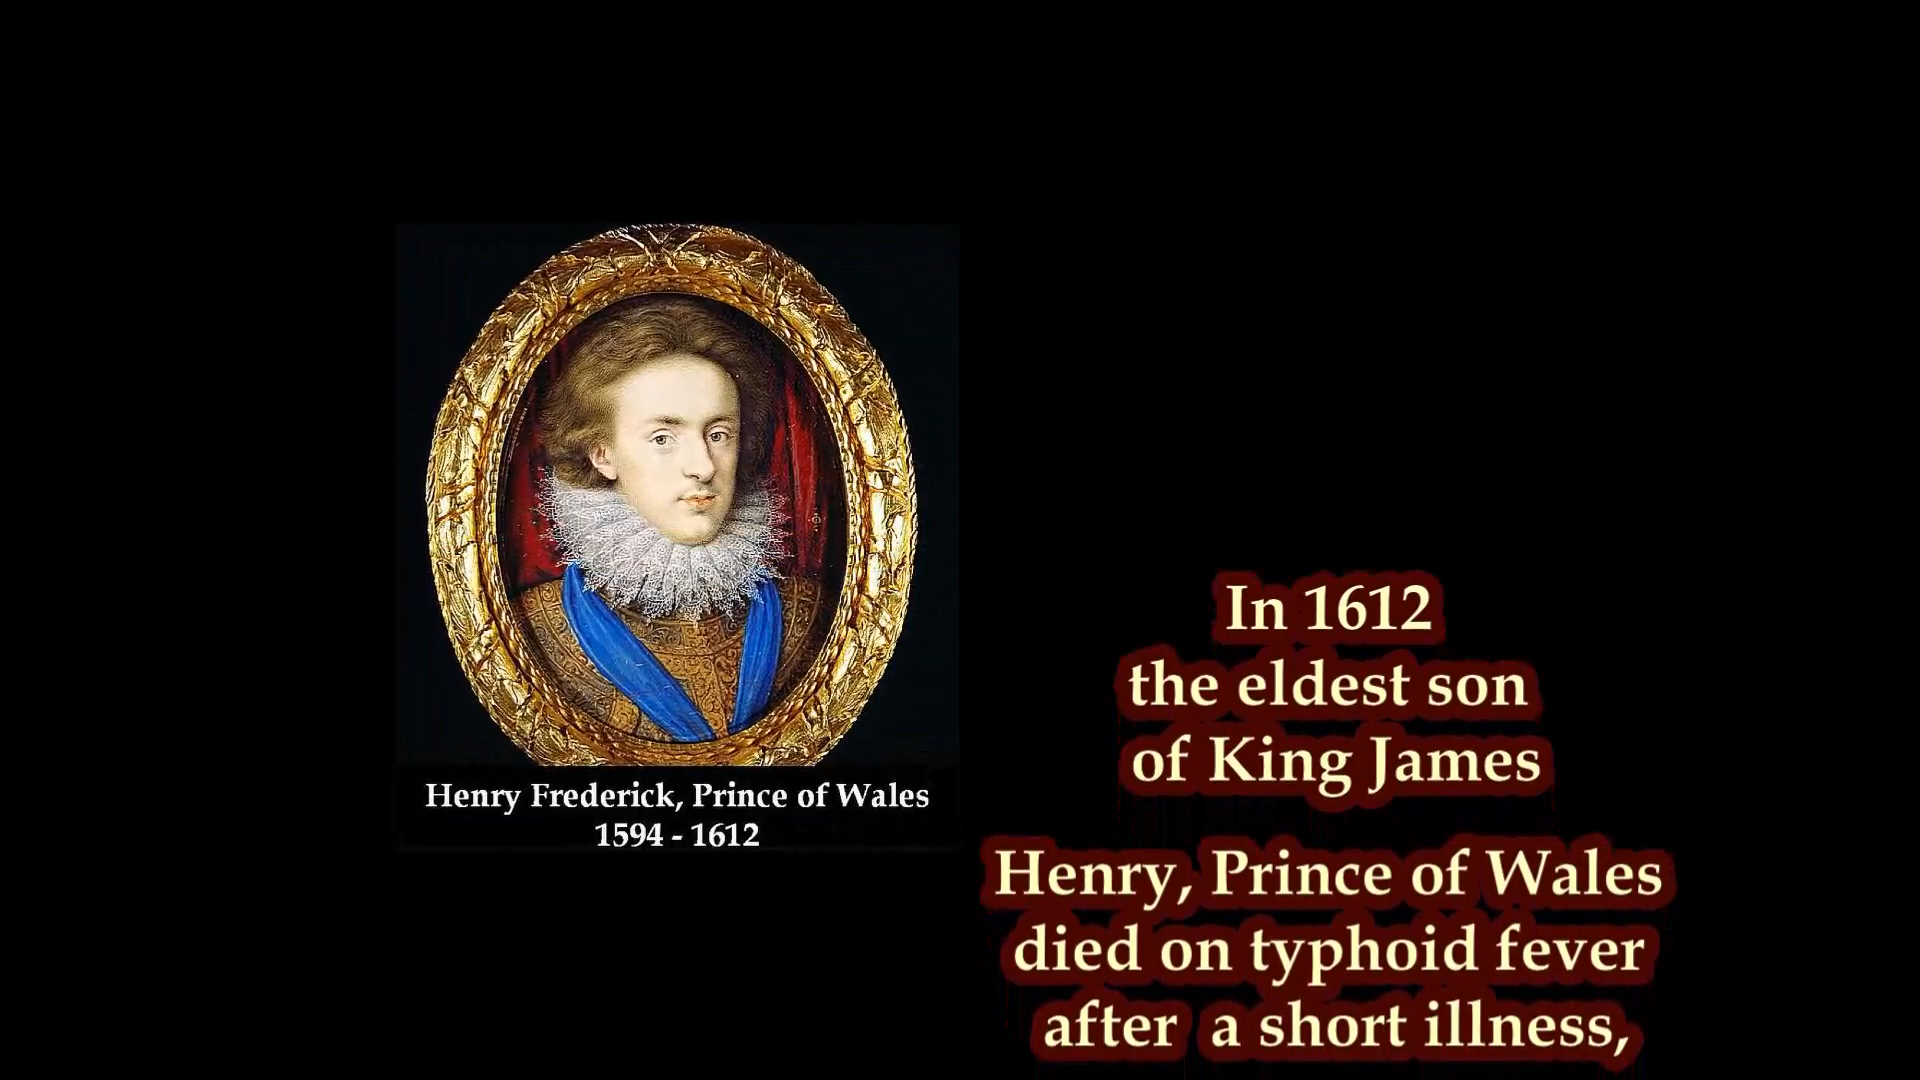 Henry Frederick, Prince of Wales
1594 - 1612
In 1612
the eldest son
of King James
Henry, Prince of Wales
died on typhoid fever
after a short illness,